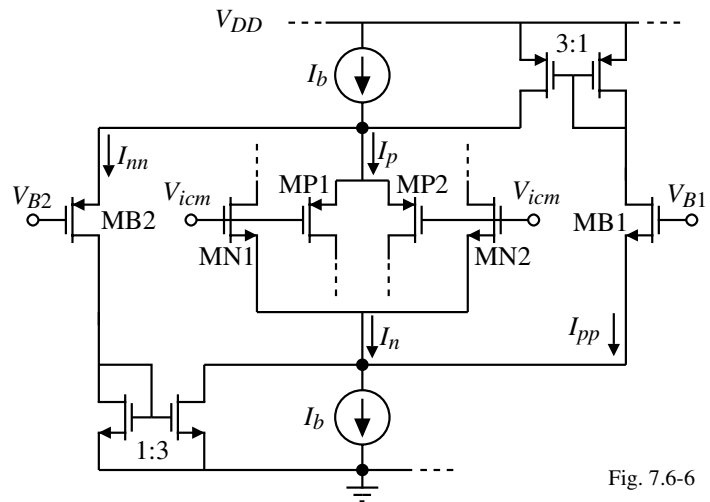 V_DD
3:1
I_b
I_nn
I_p
V_B2
V_icm
MP1
MP2
V_icm
V_B1
MB2
MN1
MN2
MB1
I_n
I_pp
I_b
1:3
Fig. 7.6-6